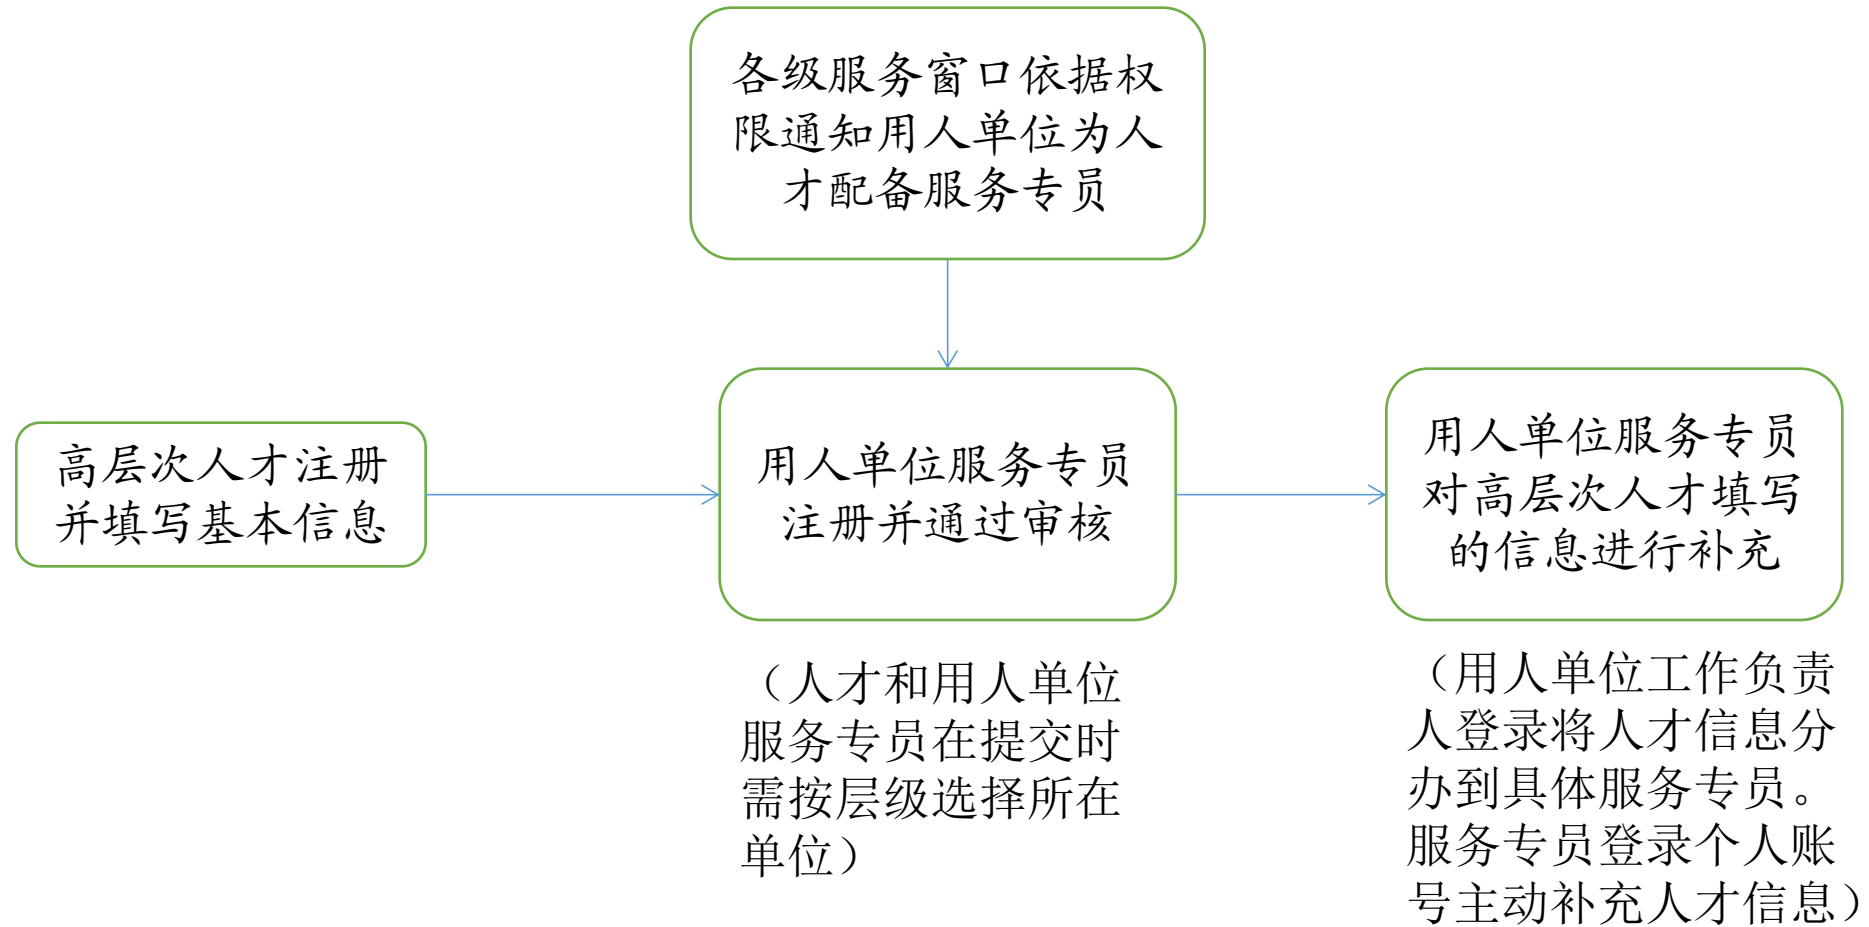 各级服务窗口依据权
限通知用人单位为人
才配备服务专员
高层次人才注册
并填写基本信息
用人单位服务专员
注册并通过审核
用人单位服务专员
对高层次人才填写
的信息进行补充
（人才和用人单位
服务专员在提交时
需按层级选择所在
单位）
（用人单位工作负责
人登录将人才信息分
办到具体服务专员。
服务专员登录个人账
号主动补充人才信息）